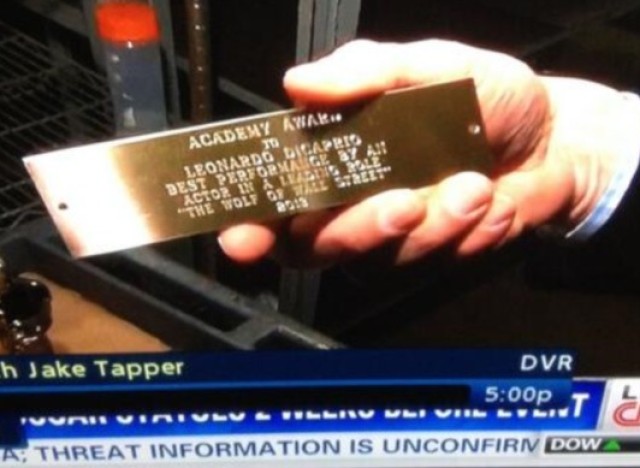 ACADEMY AWARD
TO
LEONARDO DICAPRIO
BEST PERFORMANCE BY AN
ACTOR IN A LEADING ROLE
"THE WOLF OF WALL STREET"
2013
h Jake Tapper
DVR
5:00p
A; THREAT INFORMATION IS UNCONFIRM
DOW